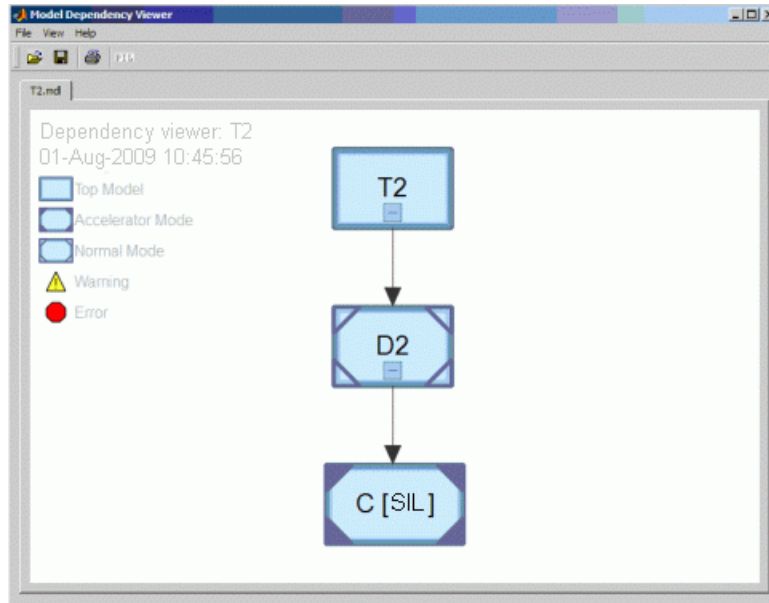 Model Dependency Viewer
File View Help
T2.mdl
Dependency viewer: T2
01-Aug-2009 10:45:56
Top Model
Accelerator Mode
Normal Mode
Warning
Error
T2
D2
C [SIL]